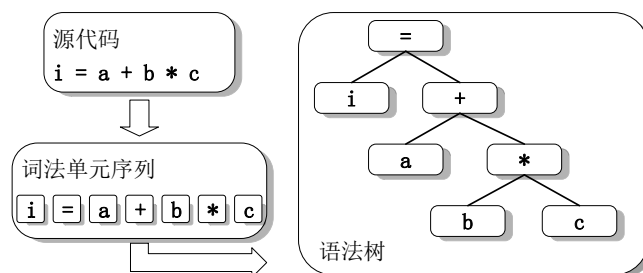 源代码
i = a + b * c
词法单元序列
i = a + b * c
=
i +
a *
b c
语法树